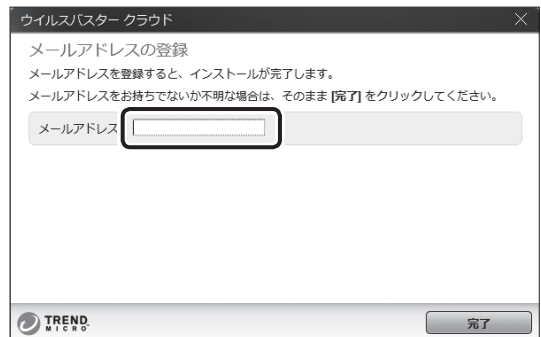 ウイルスバスター クラウド
メールアドレスの登録
メールアドレスを登録すると、インストールが完了します。
メールアドレスをお持ちでないか不明な場合は、そのまま [完了] をクリックしてください。
メールアドレス
TREND MICRO
完了